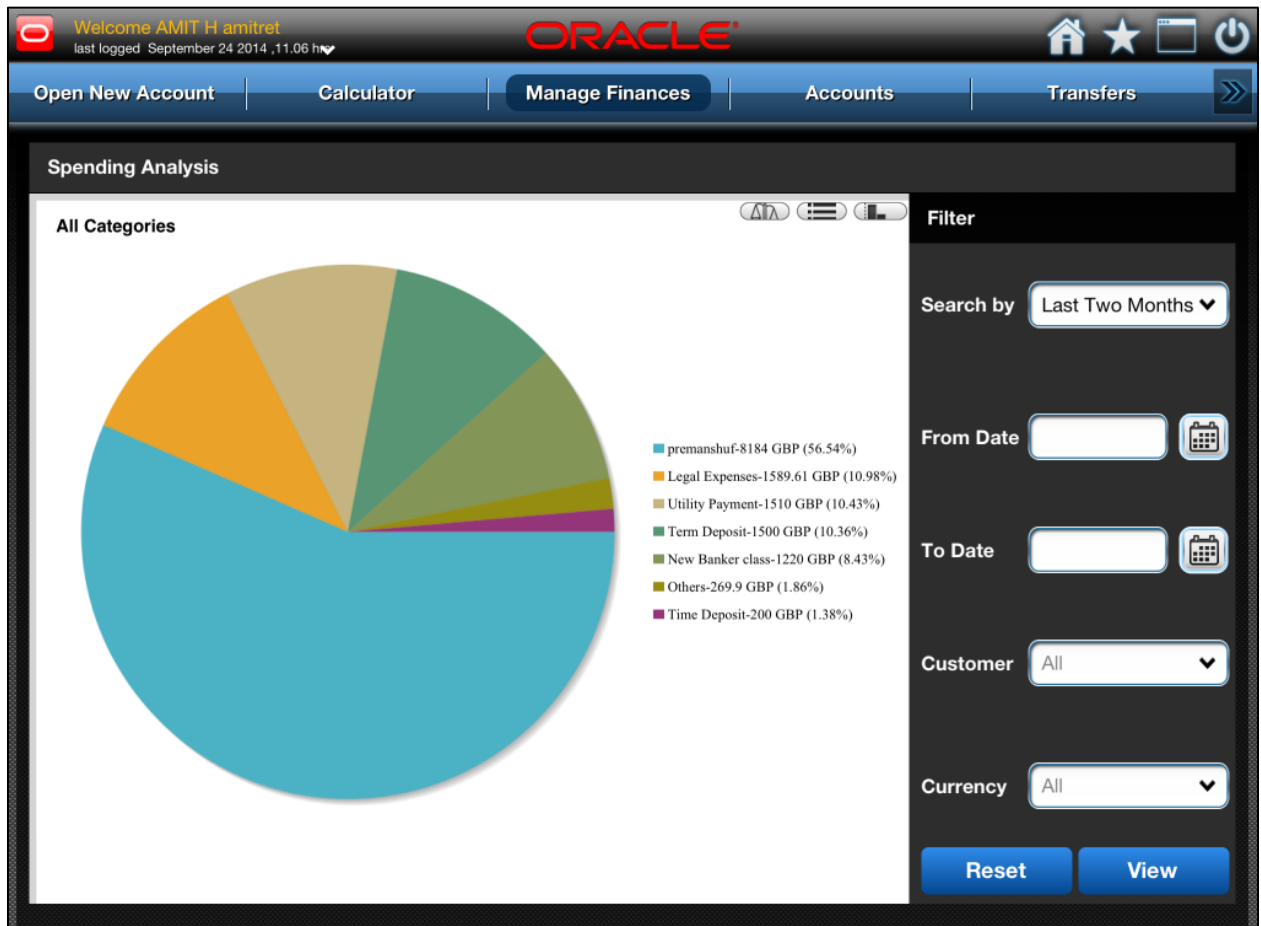 Welcome AMIT H amitret
last logged September 24 2014 ,11.06 hrs
ORACLE
Open New Account
Calculator
Manage Finances
Accounts
Transfers
Spending Analysis
All Categories
Filter
Search by
Last Two Months
premanshuf-8184 GBP (56.54%)
Legal Expenses-1589.61 GBP (10.98%)
Utility Payment-1510 GBP (10.43%)
Term Deposit-1500 GBP (10.36%)
New Banker class-1220 GBP (8.43%)
Others-269.9 GBP (1.86%)
Time Deposit-200 GBP (1.38%)
From Date
To Date
Customer
All
Currency
All
Reset
View